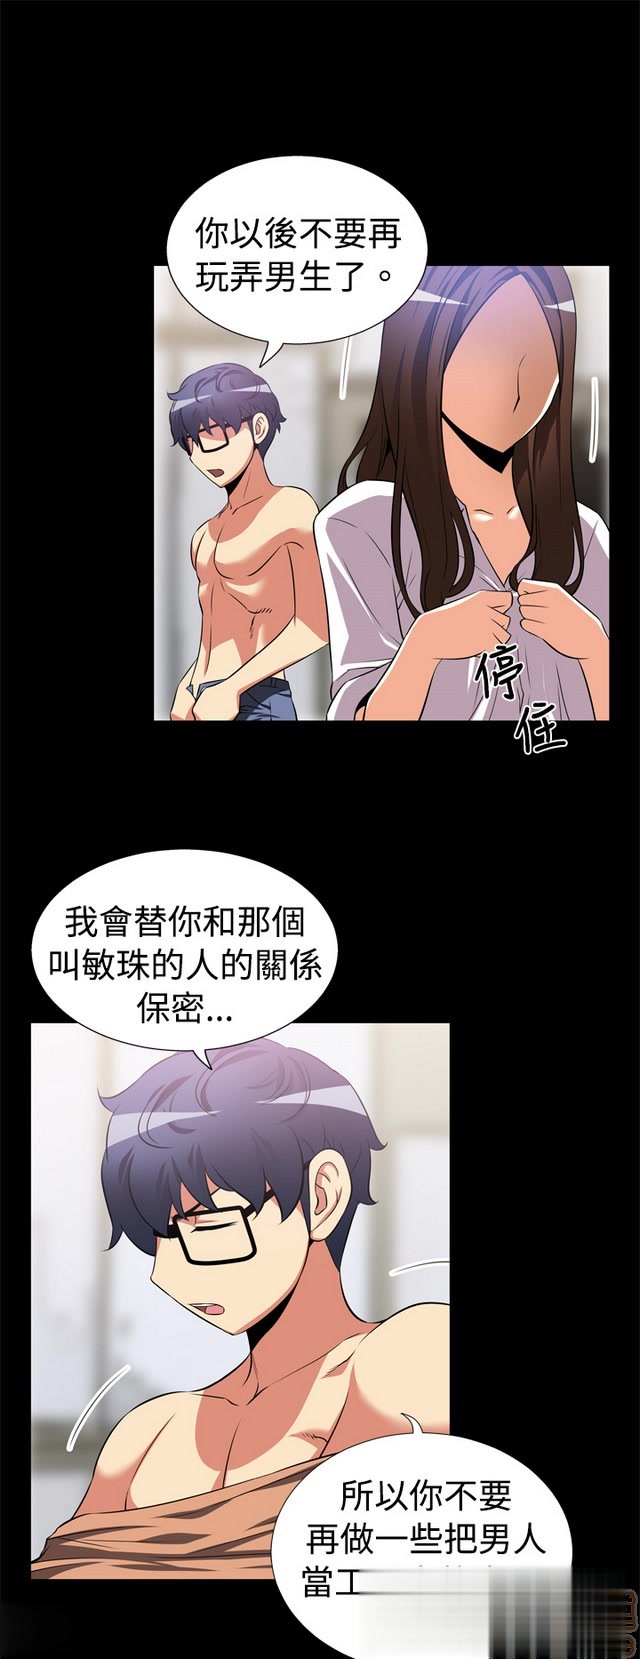 你以後不要再
玩弄男生了。
停
住
我會替你和那個
叫敏珠的人的關係
保密...
所以你不要
再做一些把男人
當工